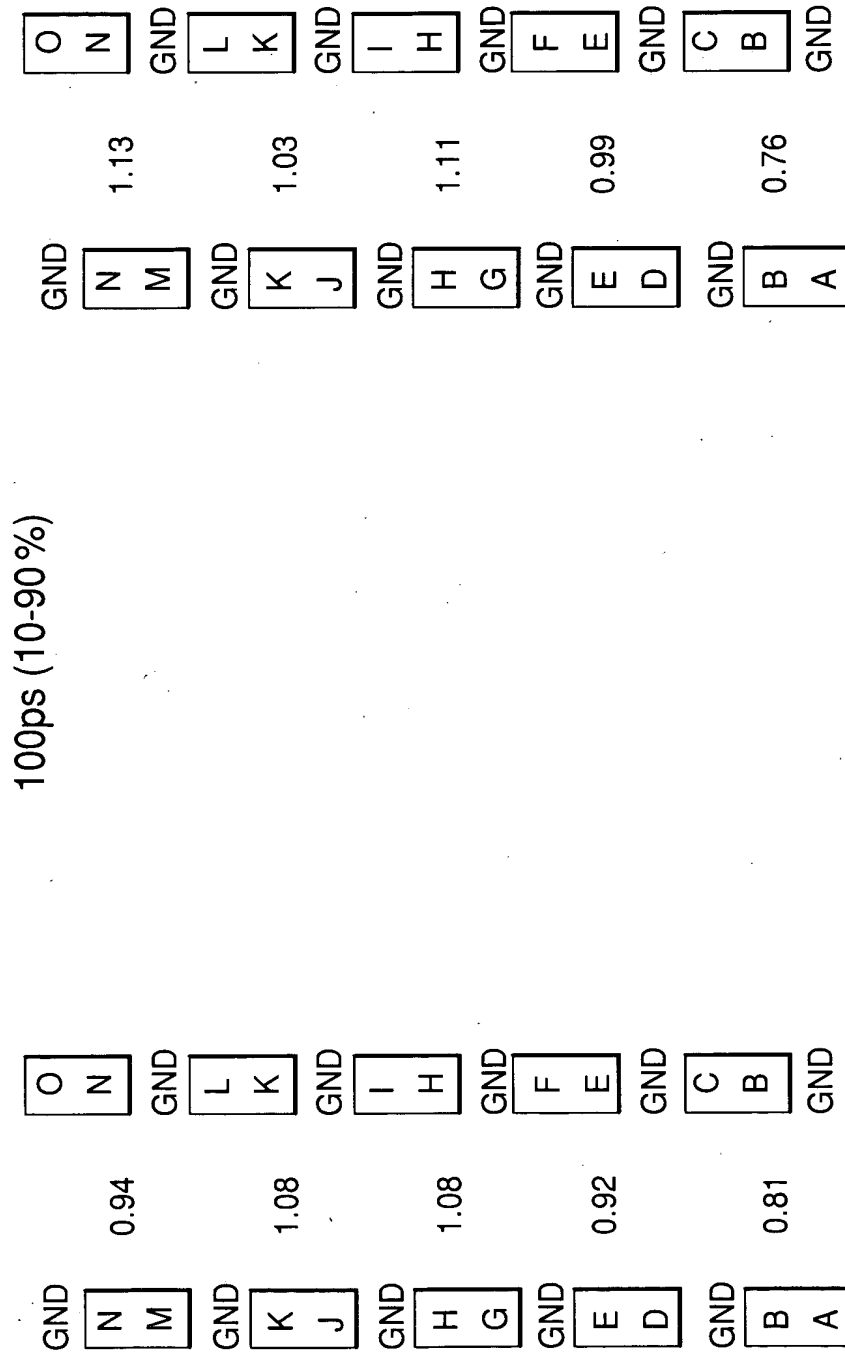 100ps (10-90%)
GND O GND O
N N N N
0.94 1.13
M GND M GND
GND L GND L
K K K K
1.08 1.03
J GND J GND
GND I GND I
H H H H
1.08 1.11
G GND G GND
GND F GND F
E E E E
0.92 0.99
D GND D GND
GND C GND C
B B B B
0.81 0.76
A GND A GND